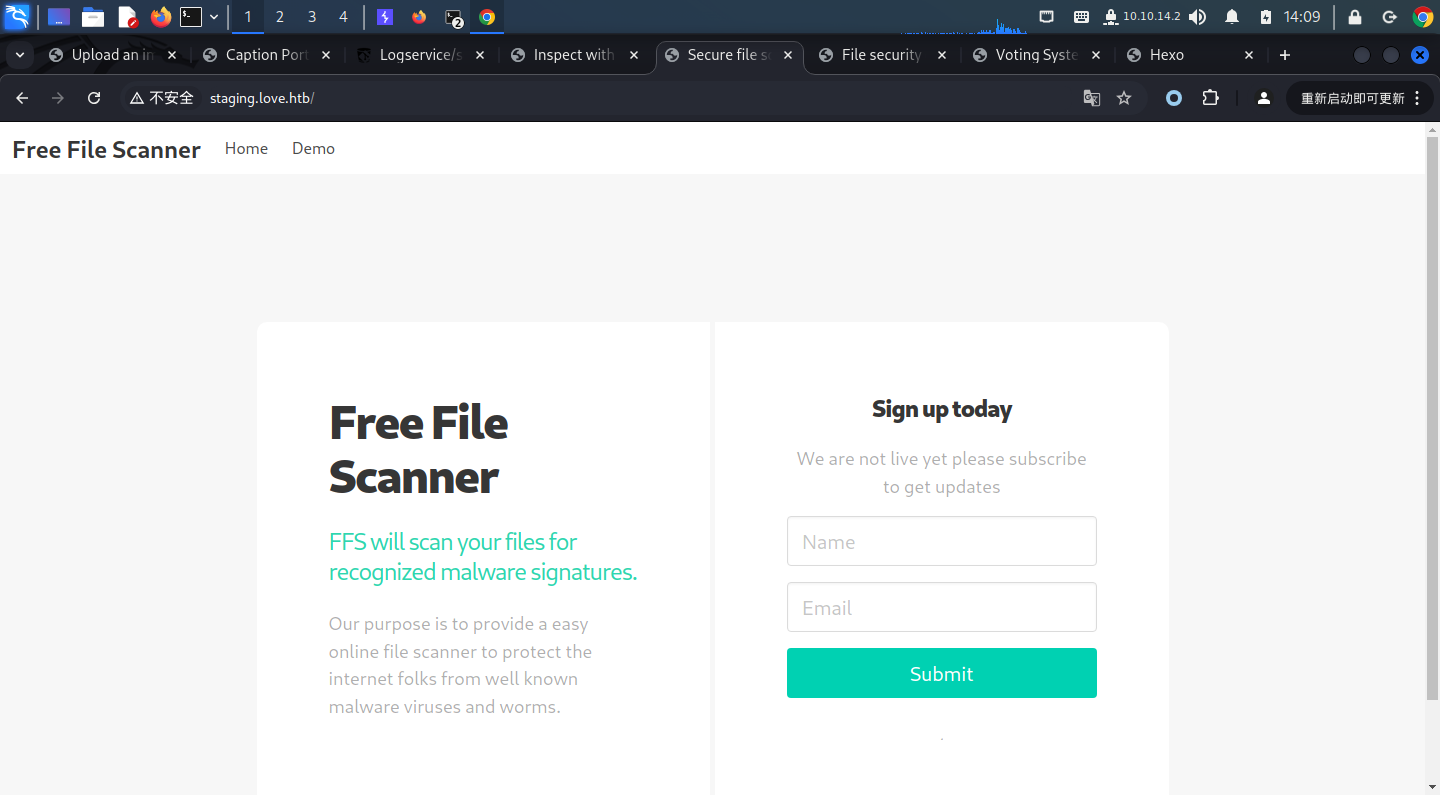 1 2 3 4 2 10.10.14.2 14:09
Upload an in Caption Port Logservice/s Inspect with Secure file s File security Voting Syste Hexo
不安全 staging.love.htb/ 重新启动即可更新
Free File Scanner Home Demo
Free File
Scanner
FFS will scan your files for
recognized malware signatures.
Our purpose is to provide a easy
online file scanner to protect the
internet folks from well known
malware viruses and worms.
Sign up today
We are not live yet please subscribe
to get updates
Name
Email
Submit
.